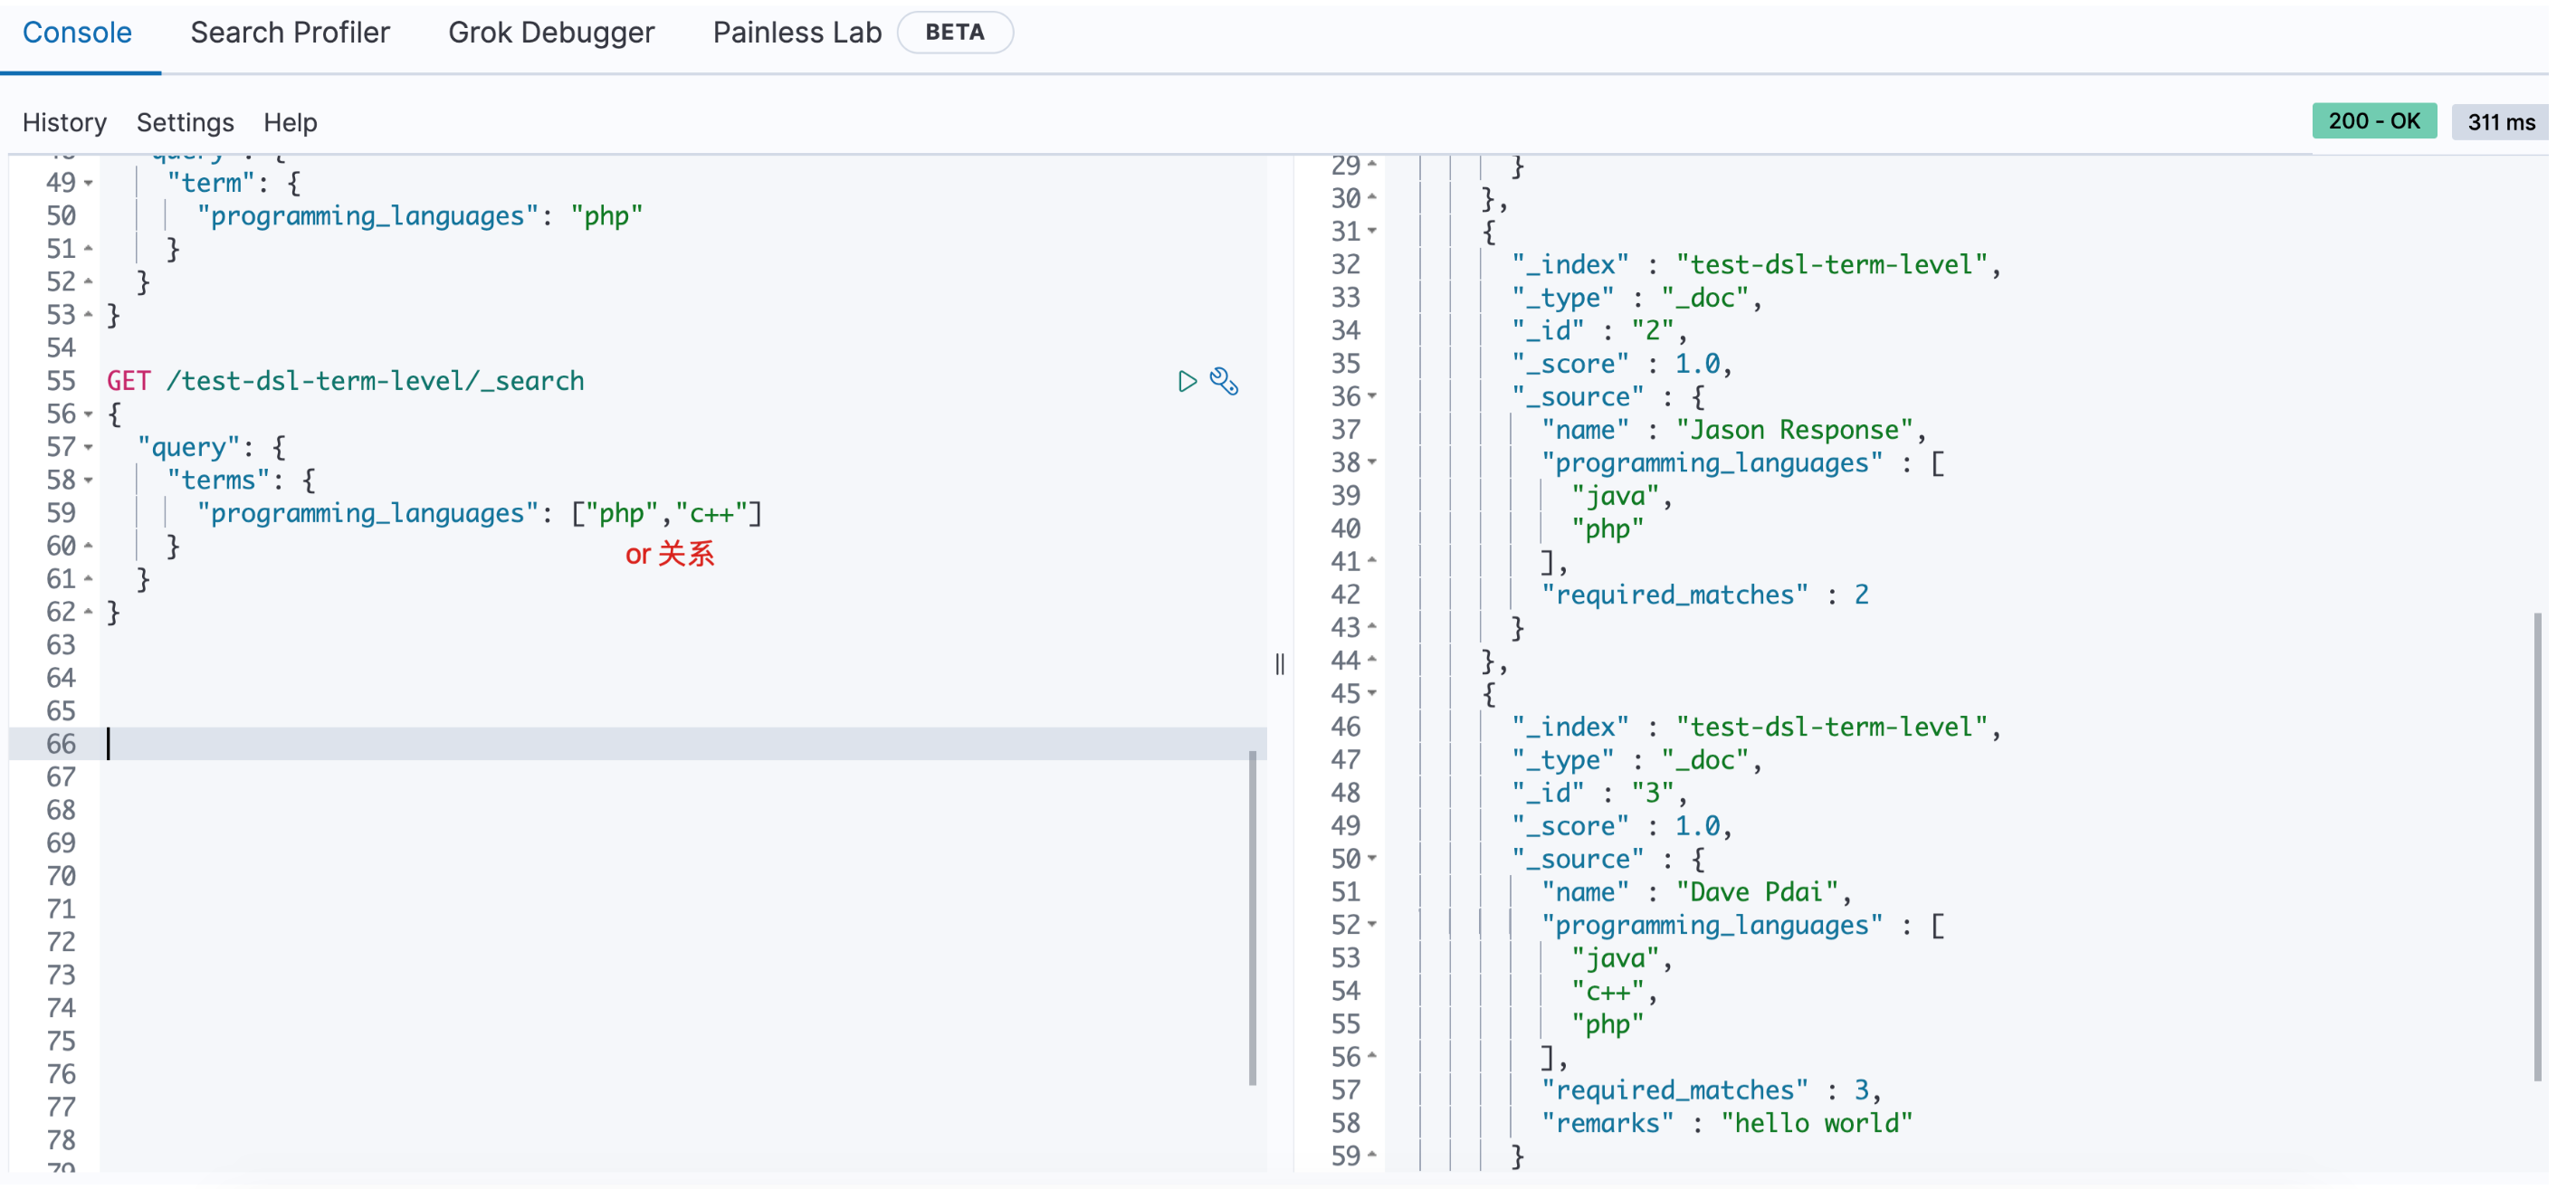 Console Search Profiler Grok Debugger Painless Lab BETA
History Settings Help
200 - OK 311 ms
"query": {
49 "term": {
50 "programming_languages": "php"
51 }
52 }
53 }
54
55 GET /test-dsl-term-level/_search
56 {
57 "query": {
58 "terms": {
59 "programming_languages": ["php","c++"]
60 }
or 关系
61 }
62 }
63
64
65
66
67
68
69
70
71
72
73
74
75
76
77
78
79
29 }
30 },
31 {
32 "_index" : "test-dsl-term-level",
33 "_type" : "_doc",
34 "_id" : "2",
35 "_score" : 1.0,
36 "_source" : {
37 "name" : "Jason Response",
38 "programming_languages" : [
39 "java",
40 "php"
41 ],
42 "required_matches" : 2
43 }
44 },
45 {
46 "_index" : "test-dsl-term-level",
47 "_type" : "_doc",
48 "_id" : "3",
49 "_score" : 1.0,
50 "_source" : {
51 "name" : "Dave Pdai",
52 "programming_languages" : [
53 "java",
54 "c++",
55 "php"
56 ],
57 "required_matches" : 3,
58 "remarks" : "hello world"
59 }